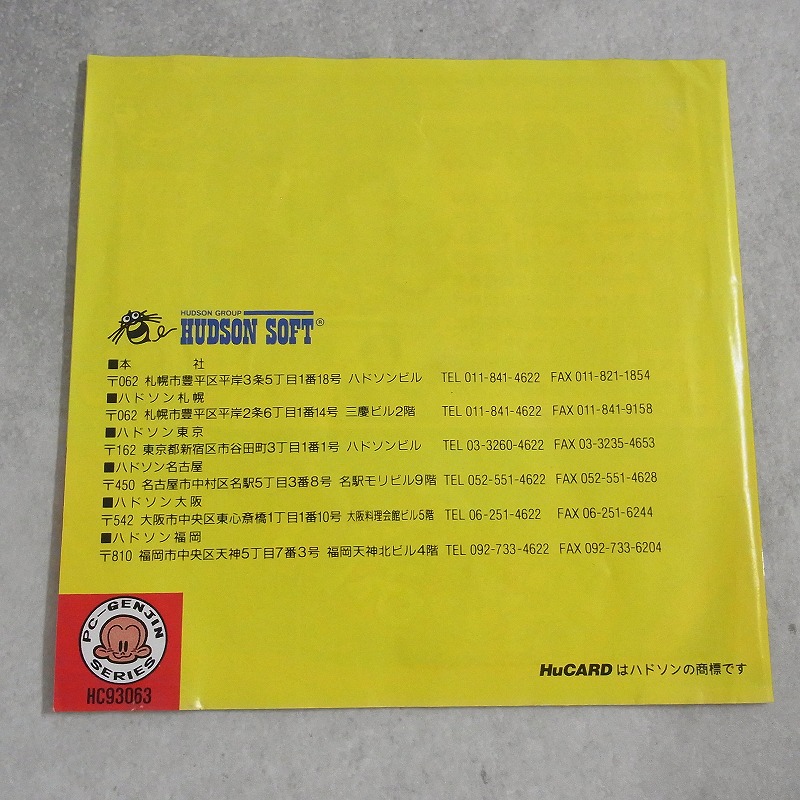 HUDSON GROUP
HUDSON SOFT®
■本 社
〒062 札幌市豊平区平岸3条5丁目1番18号 ハドソンビル TEL 011-841-4622 FAX 011-821-1854
■ハドソン札幌
〒062 札幌市豊平区平岸2条6丁目1番14号 三慶ビル2階 TEL 011-841-4622 FAX 011-841-9158
■ハドソン東京
〒162 東京都新宿区市谷田町3丁目1番1号 ハドソンビル TEL 03-3260-4622 FAX 03-3235-4653
■ハドソン名古屋
〒450 名古屋市中村区名駅5丁目3番8号 名駅モリビル9階 TEL 052-551-4622 FAX 052-551-4628
■ハドソン大阪
〒542 大阪市中央区東心斎橋1丁目1番10号 大阪料理会館ビル5階 TEL 06-251-4622 FAX 06-251-6244
■ハドソン福岡
〒810 福岡市中央区天神5丁目7番3号 福岡天神北ビル4階 TEL 092-733-4622 FAX 092-733-6204
PC-GENJIN
SERIES
HC93063
HuCARDはハドソンの商標です